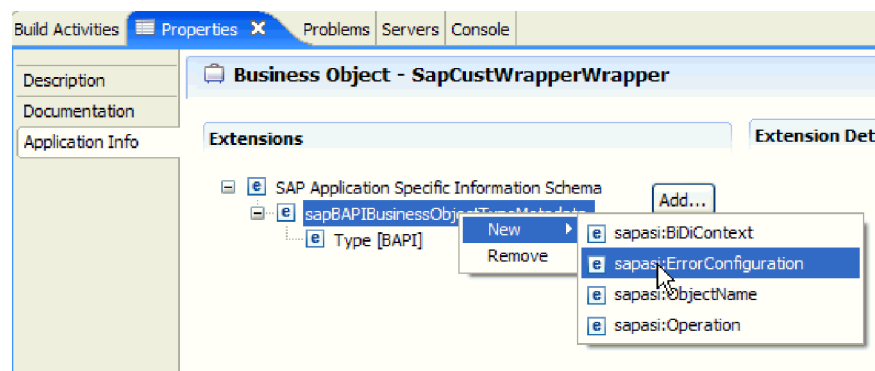 Build Activities Properties Problems Servers Console
Description
Documentation
Application Info
Business Object - SapCustWrapperWrapper
Extensions
Extension Det
SAP Application Specific Information Schema
sapBAPIBusinessObjectTypeMetadata
Type [BAPI]
Add...
New
Remove
sapasi:BiDiContext
sapasi:ErrorConfiguration
sapasi:ObjectName
sapasi:Operation